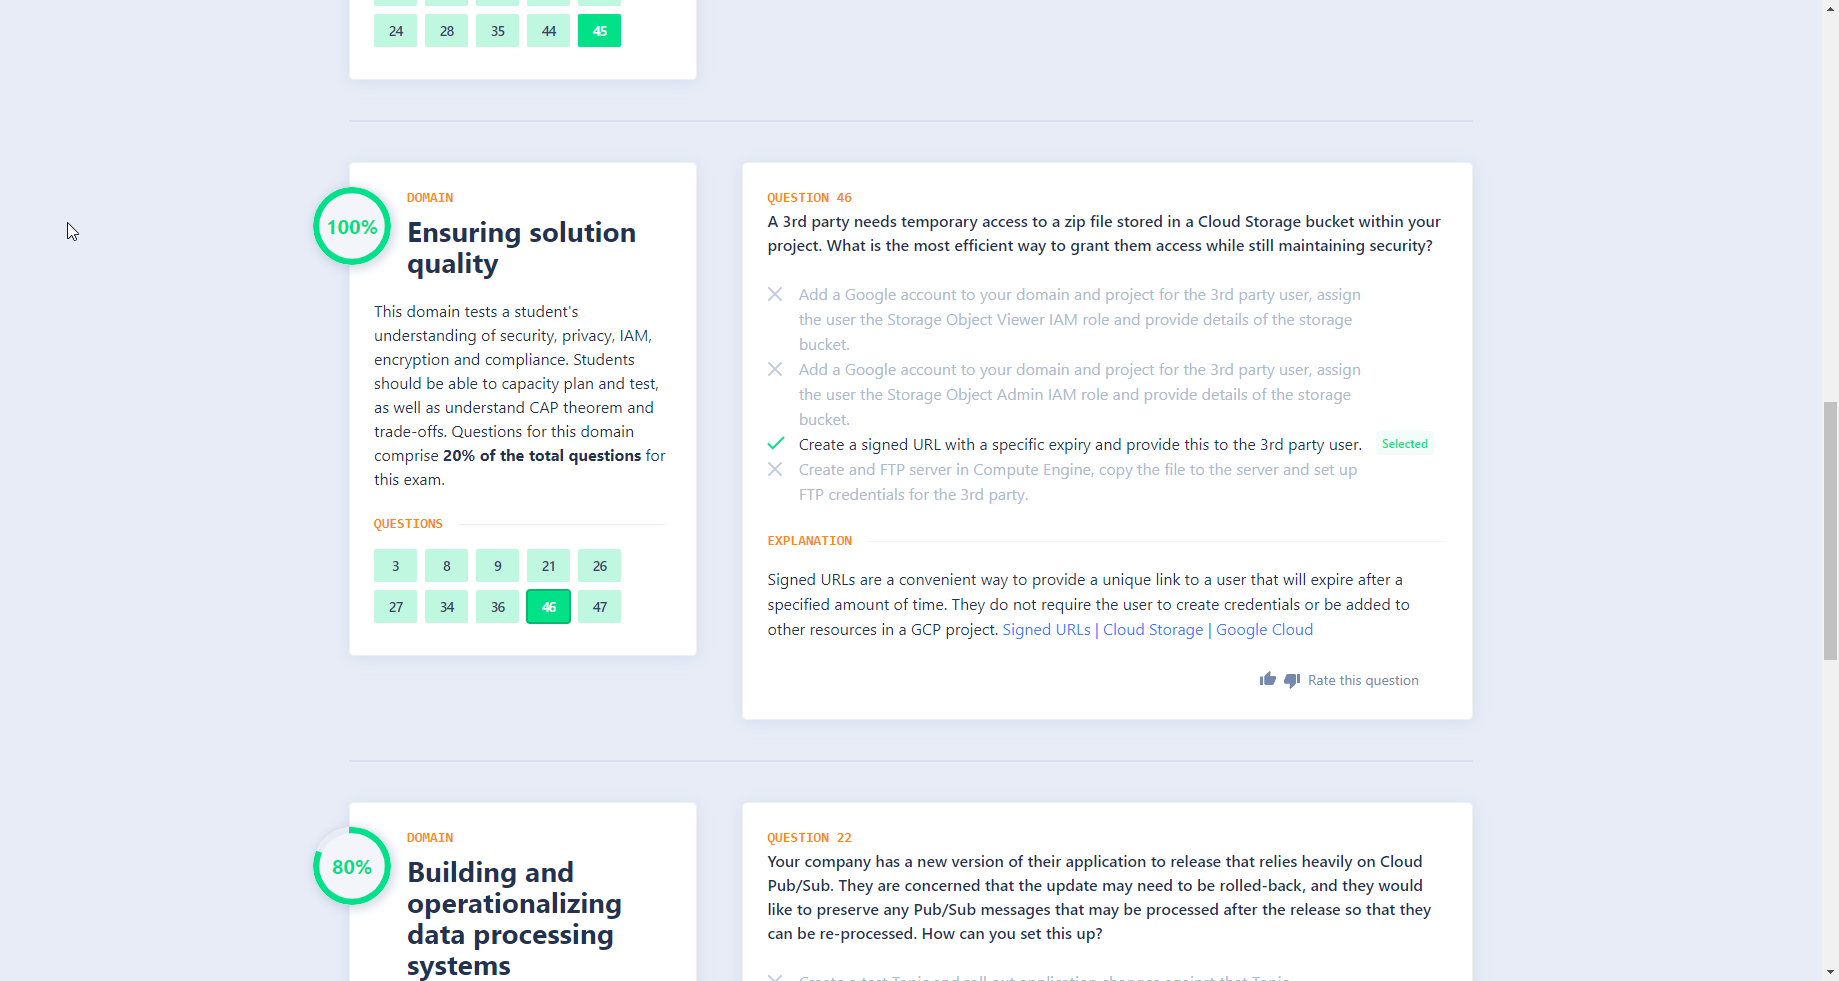 24 28 35 44 45
DOMAIN
100%
Ensuring solution
quality
This domain tests a student's
understanding of security, privacy, IAM,
encryption and compliance. Students
should be able to capacity plan and test,
as well as understand CAP theorem and
trade-offs. Questions for this domain
comprise 20% of the total questions for
this exam.
QUESTIONS
3 8 9 21 26
27 34 36 46 47
QUESTION 46
A 3rd party needs temporary access to a zip file stored in a Cloud Storage bucket within your
project. What is the most efficient way to grant them access while still maintaining security?
Add a Google account to your domain and project for the 3rd party user, assign
the user the Storage Object Viewer IAM role and provide details of the storage
bucket.
Add a Google account to your domain and project for the 3rd party user, assign
the user the Storage Object Admin IAM role and provide details of the storage
bucket.
Create a signed URL with a specific expiry and provide this to the 3rd party user. Selected
Create and FTP server in Compute Engine, copy the file to the server and set up
FTP credentials for the 3rd party.
EXPLANATION
Signed URLs are a convenient way to provide a unique link to a user that will expire after a
specified amount of time. They do not require the user to create credentials or be added to
other resources in a GCP project. Signed URLs | Cloud Storage | Google Cloud
Rate this question
DOMAIN
80%
Building and
operationalizing
data processing
systems
QUESTION 22
Your company has a new version of their application to release that relies heavily on Cloud
Pub/Sub. They are concerned that the update may need to be rolled-back, and they would
like to preserve any Pub/Sub messages that may be processed after the release so that they
can be re-processed. How can you set this up?
Create a test Topic and roll out application changes against that Topic